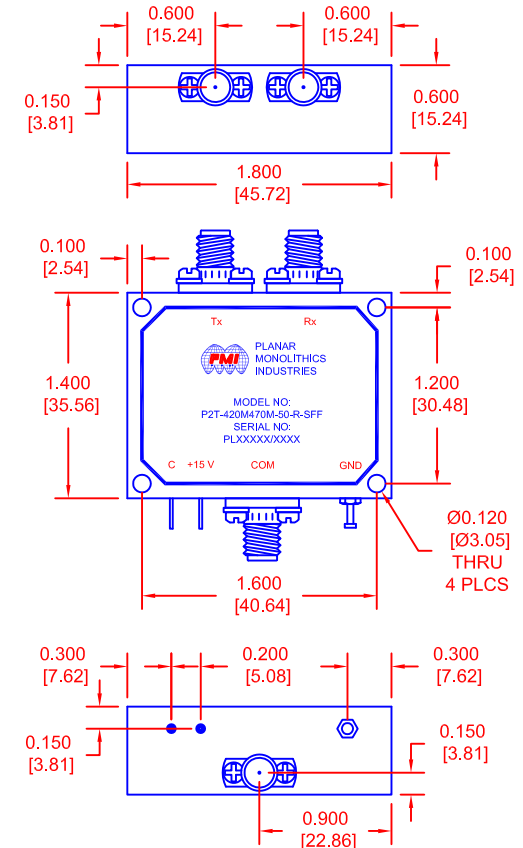 0.600
[15.24]
0.600
[15.24]
0.150
[3.81]
0.600
[15.24]
1.800
[45.72]
0.100
[2.54]
0.100
[2.54]
Tx
Rx
PMI
PLANAR
MONOLITHICS
INDUSTRIES
1.400
[35.56]
1.200
[30.48]
MODEL NO:
P2T-420M470M-50-R-SFF
SERIAL NO:
PLXXXXX/XXXX
C +15 V COM GND
Ø0.120
[Ø3.05]
THRU
4 PLCS
1.600
[40.64]
0.300
[7.62]
0.200
[5.08]
0.300
[7.62]
0.150
[3.81]
0.150
[3.81]
0.900
[22.86]